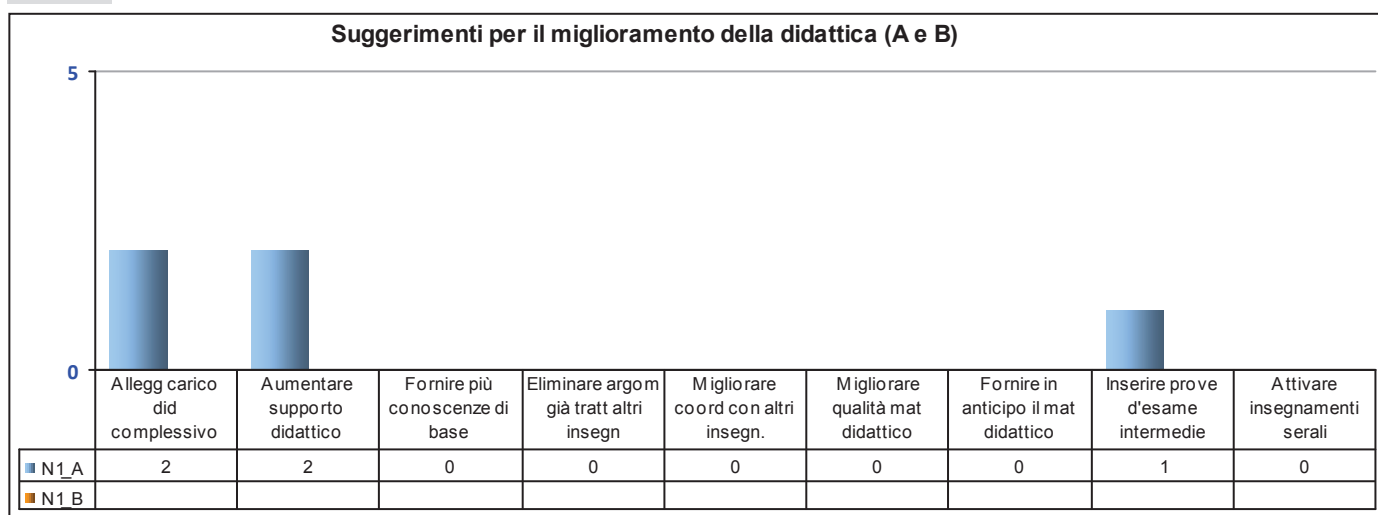 Suggerimenti per il miglioramento della didattica (A e B)
5
0
Allegg carico did complessivo
Aumentare supporto didattico
Fornire più conoscenze di base
Eliminare argom già tratt altri insegn
Migliorare coord con altri insegn.
Migliorare qualità mat didattico
Fornire in anticipo il mat didattico
Inserire prove d'esame intermedie
Attivare insegnamenti serali
N1_A 2 2 0 0 0 0 0 1 0
N1_B